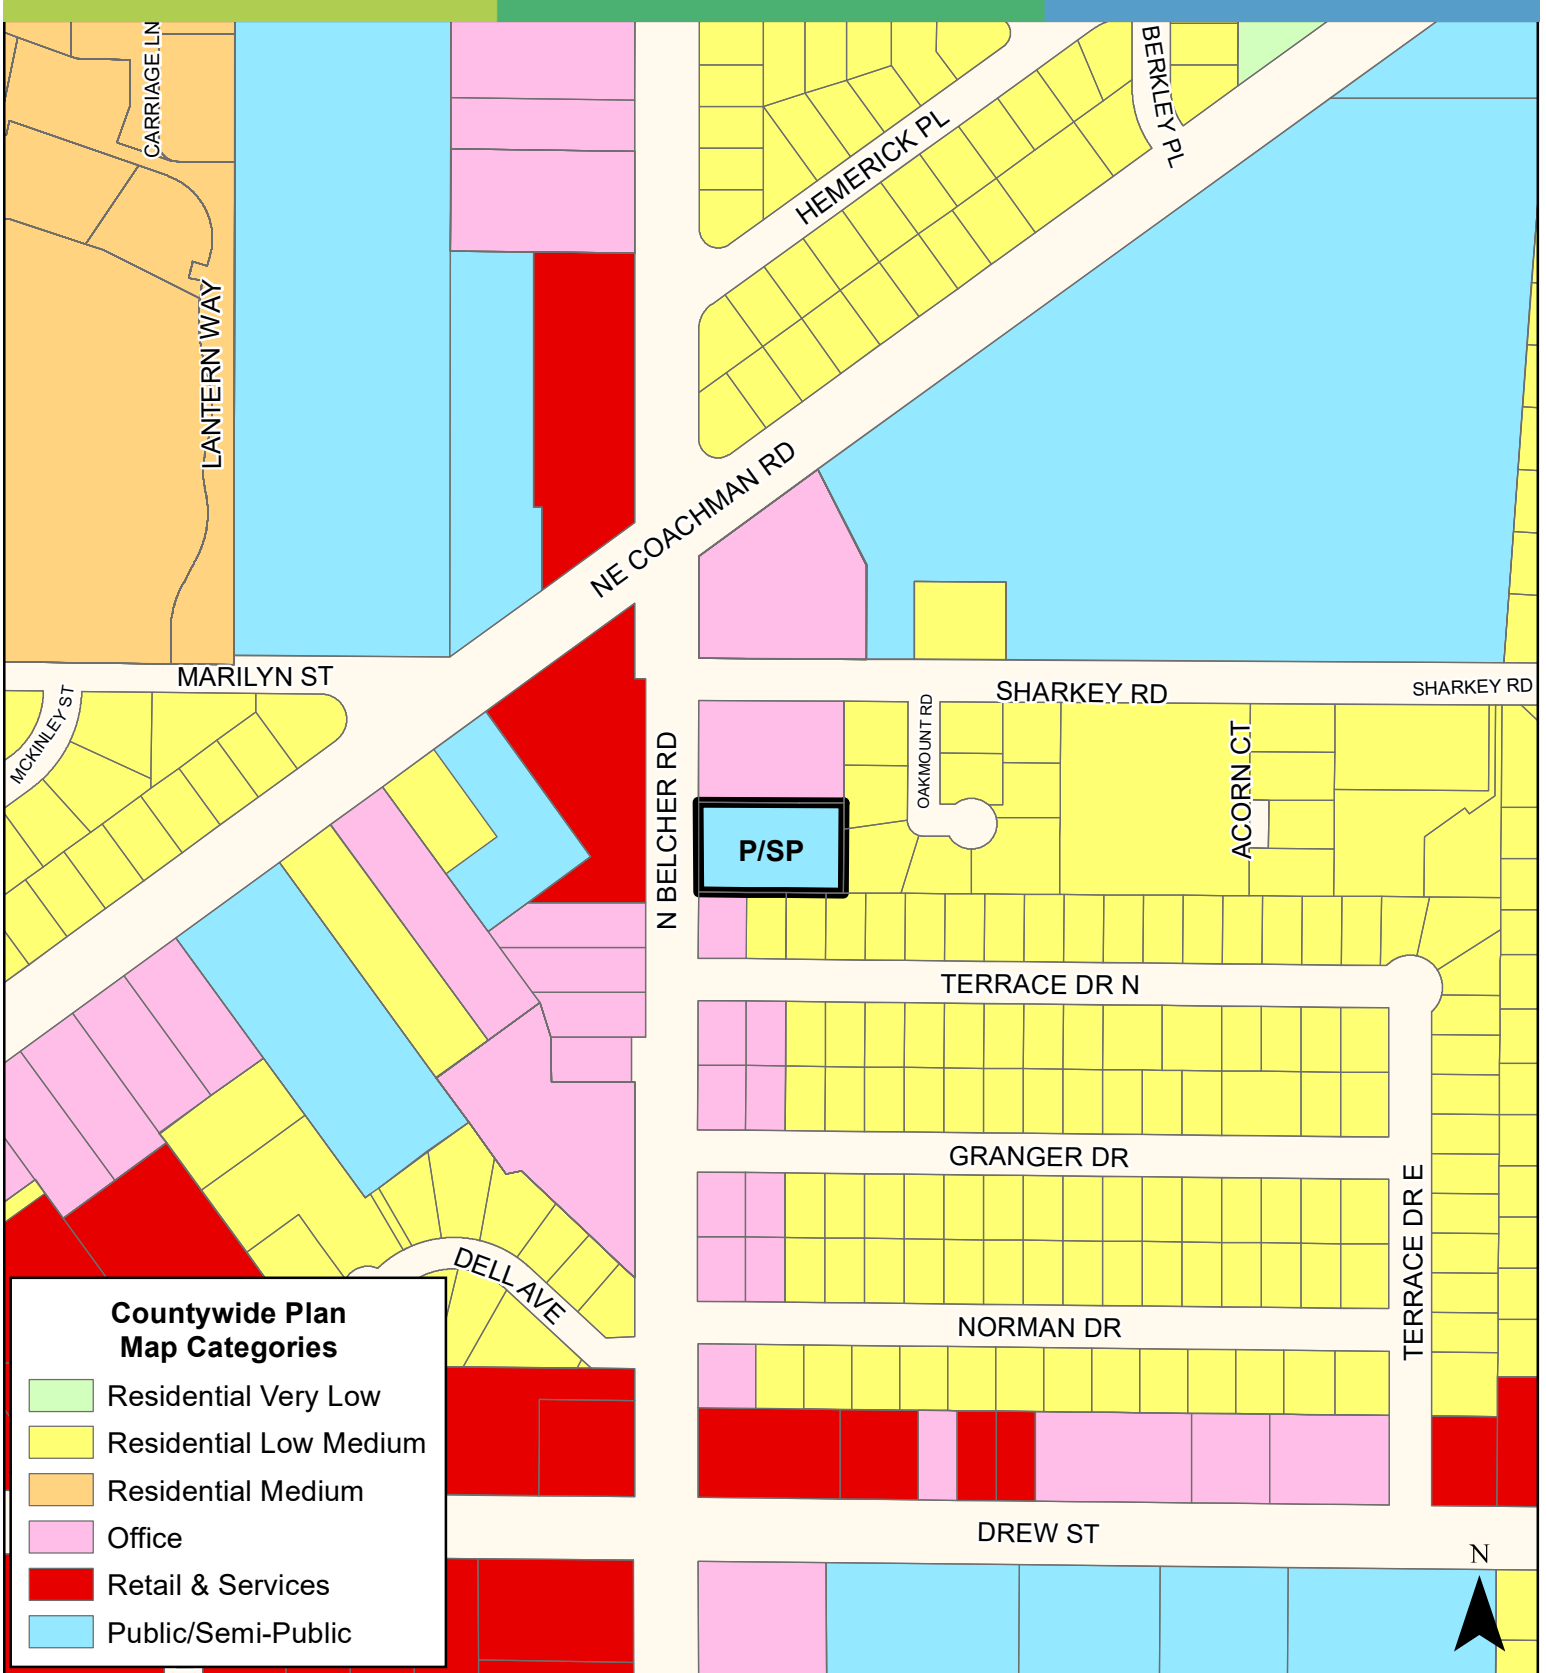 CARRIAGE LN
BERKLEY PL
HEMERICK PL
LANTERN WAY
NE COACHMAN RD
MARILYN ST
SHARKEY RD
SHARKEY RD
MCKINLEY ST
OAKMOUNT RD
ACORN CT
N BELCHER RD
P/SP
TERRACE DR N
GRANGER DR
TERRACE DR E
DELL AVE
NORMAN DR
DREW ST
N
Countywide Plan
Map Categories
Residential Very Low
Residential Low Medium
Residential Medium
Office
Retail & Services
Public/Semi-Public